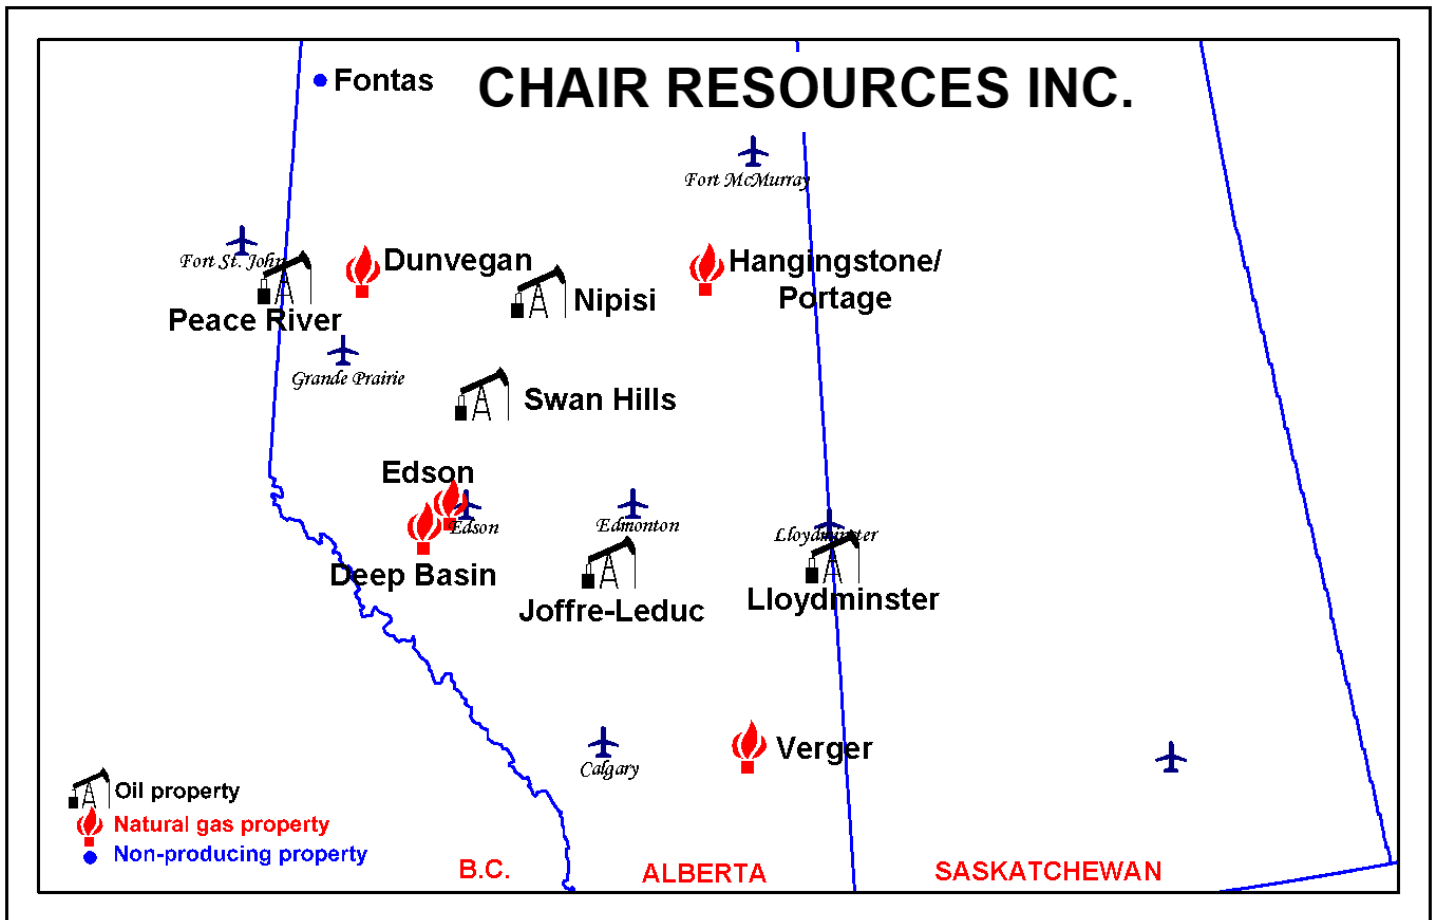 CHAIR RESOURCES INC.
Fontas
Fort McMurray
Fort St. John
Dunvegan
Hangingstone/
Portage
Nipisi
Peace River
Grande Prairie
Swan Hills
Edson
Edson
Edmonton
Lloydminster
Deep Basin
Joffre-Leduc
Lloydminster
Verger
Calgary
Oil property
Natural gas property
Non-producing property
B.C.
ALBERTA
SASKATCHEWAN